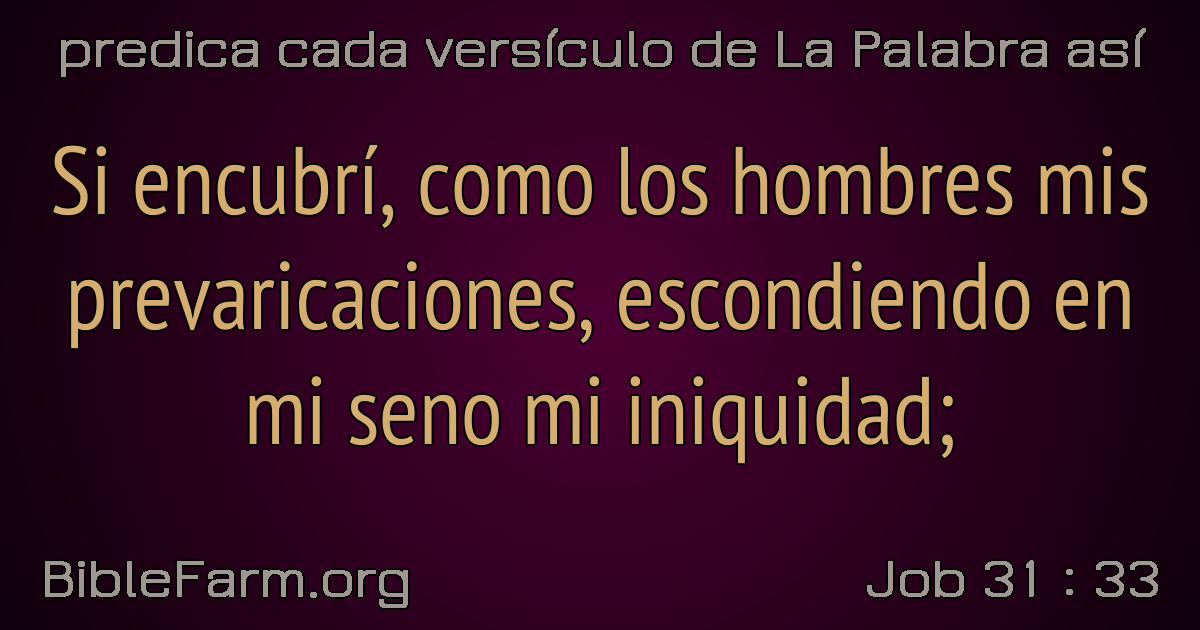 predica cada versículo de La Palabra así
Si encubrí, como los hombres mis
prevaricaciones, escondiendo en
mi seno mi iniquidad;
BibleFarm.org
Job 31 : 33